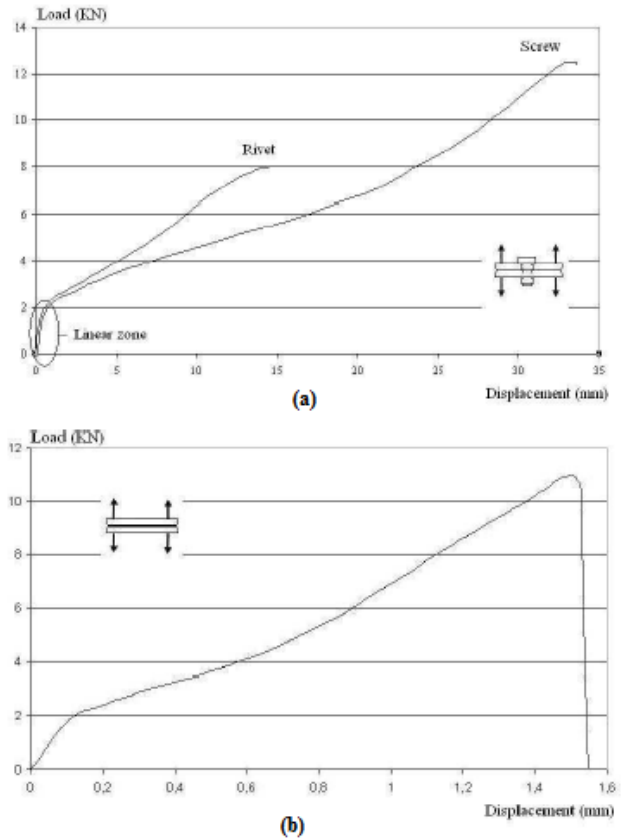 Load (KN)
14
12
10
8
6
4
2
0
Screw
Rivet
Linear zone
0 5 10 15 20 25 30 35
Displacement (mm)
(a)
Load (KN)
12
10
8
6
4
2
0
0 0,2 0,4 0,6 0,8 1 1,2 1,4 1,6
Displacement (mm)
(b)